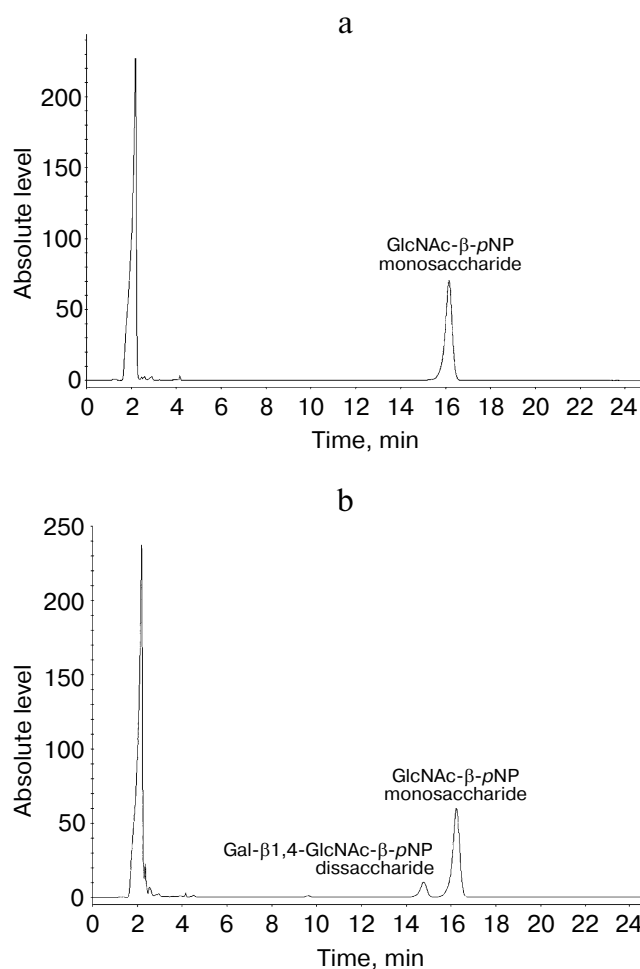 a
Absolute level
200
150
100
50
0
GlcNAc-β-pNP
monosaccharide
0 2 4 6 8 10 12 14 16 18 20 22 24
Time, min
b
Absolute level
250
200
150
100
50
0
GlcNAc-β-pNP
monosaccharide
Gal-β1,4-GlcNAc-β-pNP
dissaccharide
0 2 4 6 8 10 12 14 16 18 20 22 24
Time, min